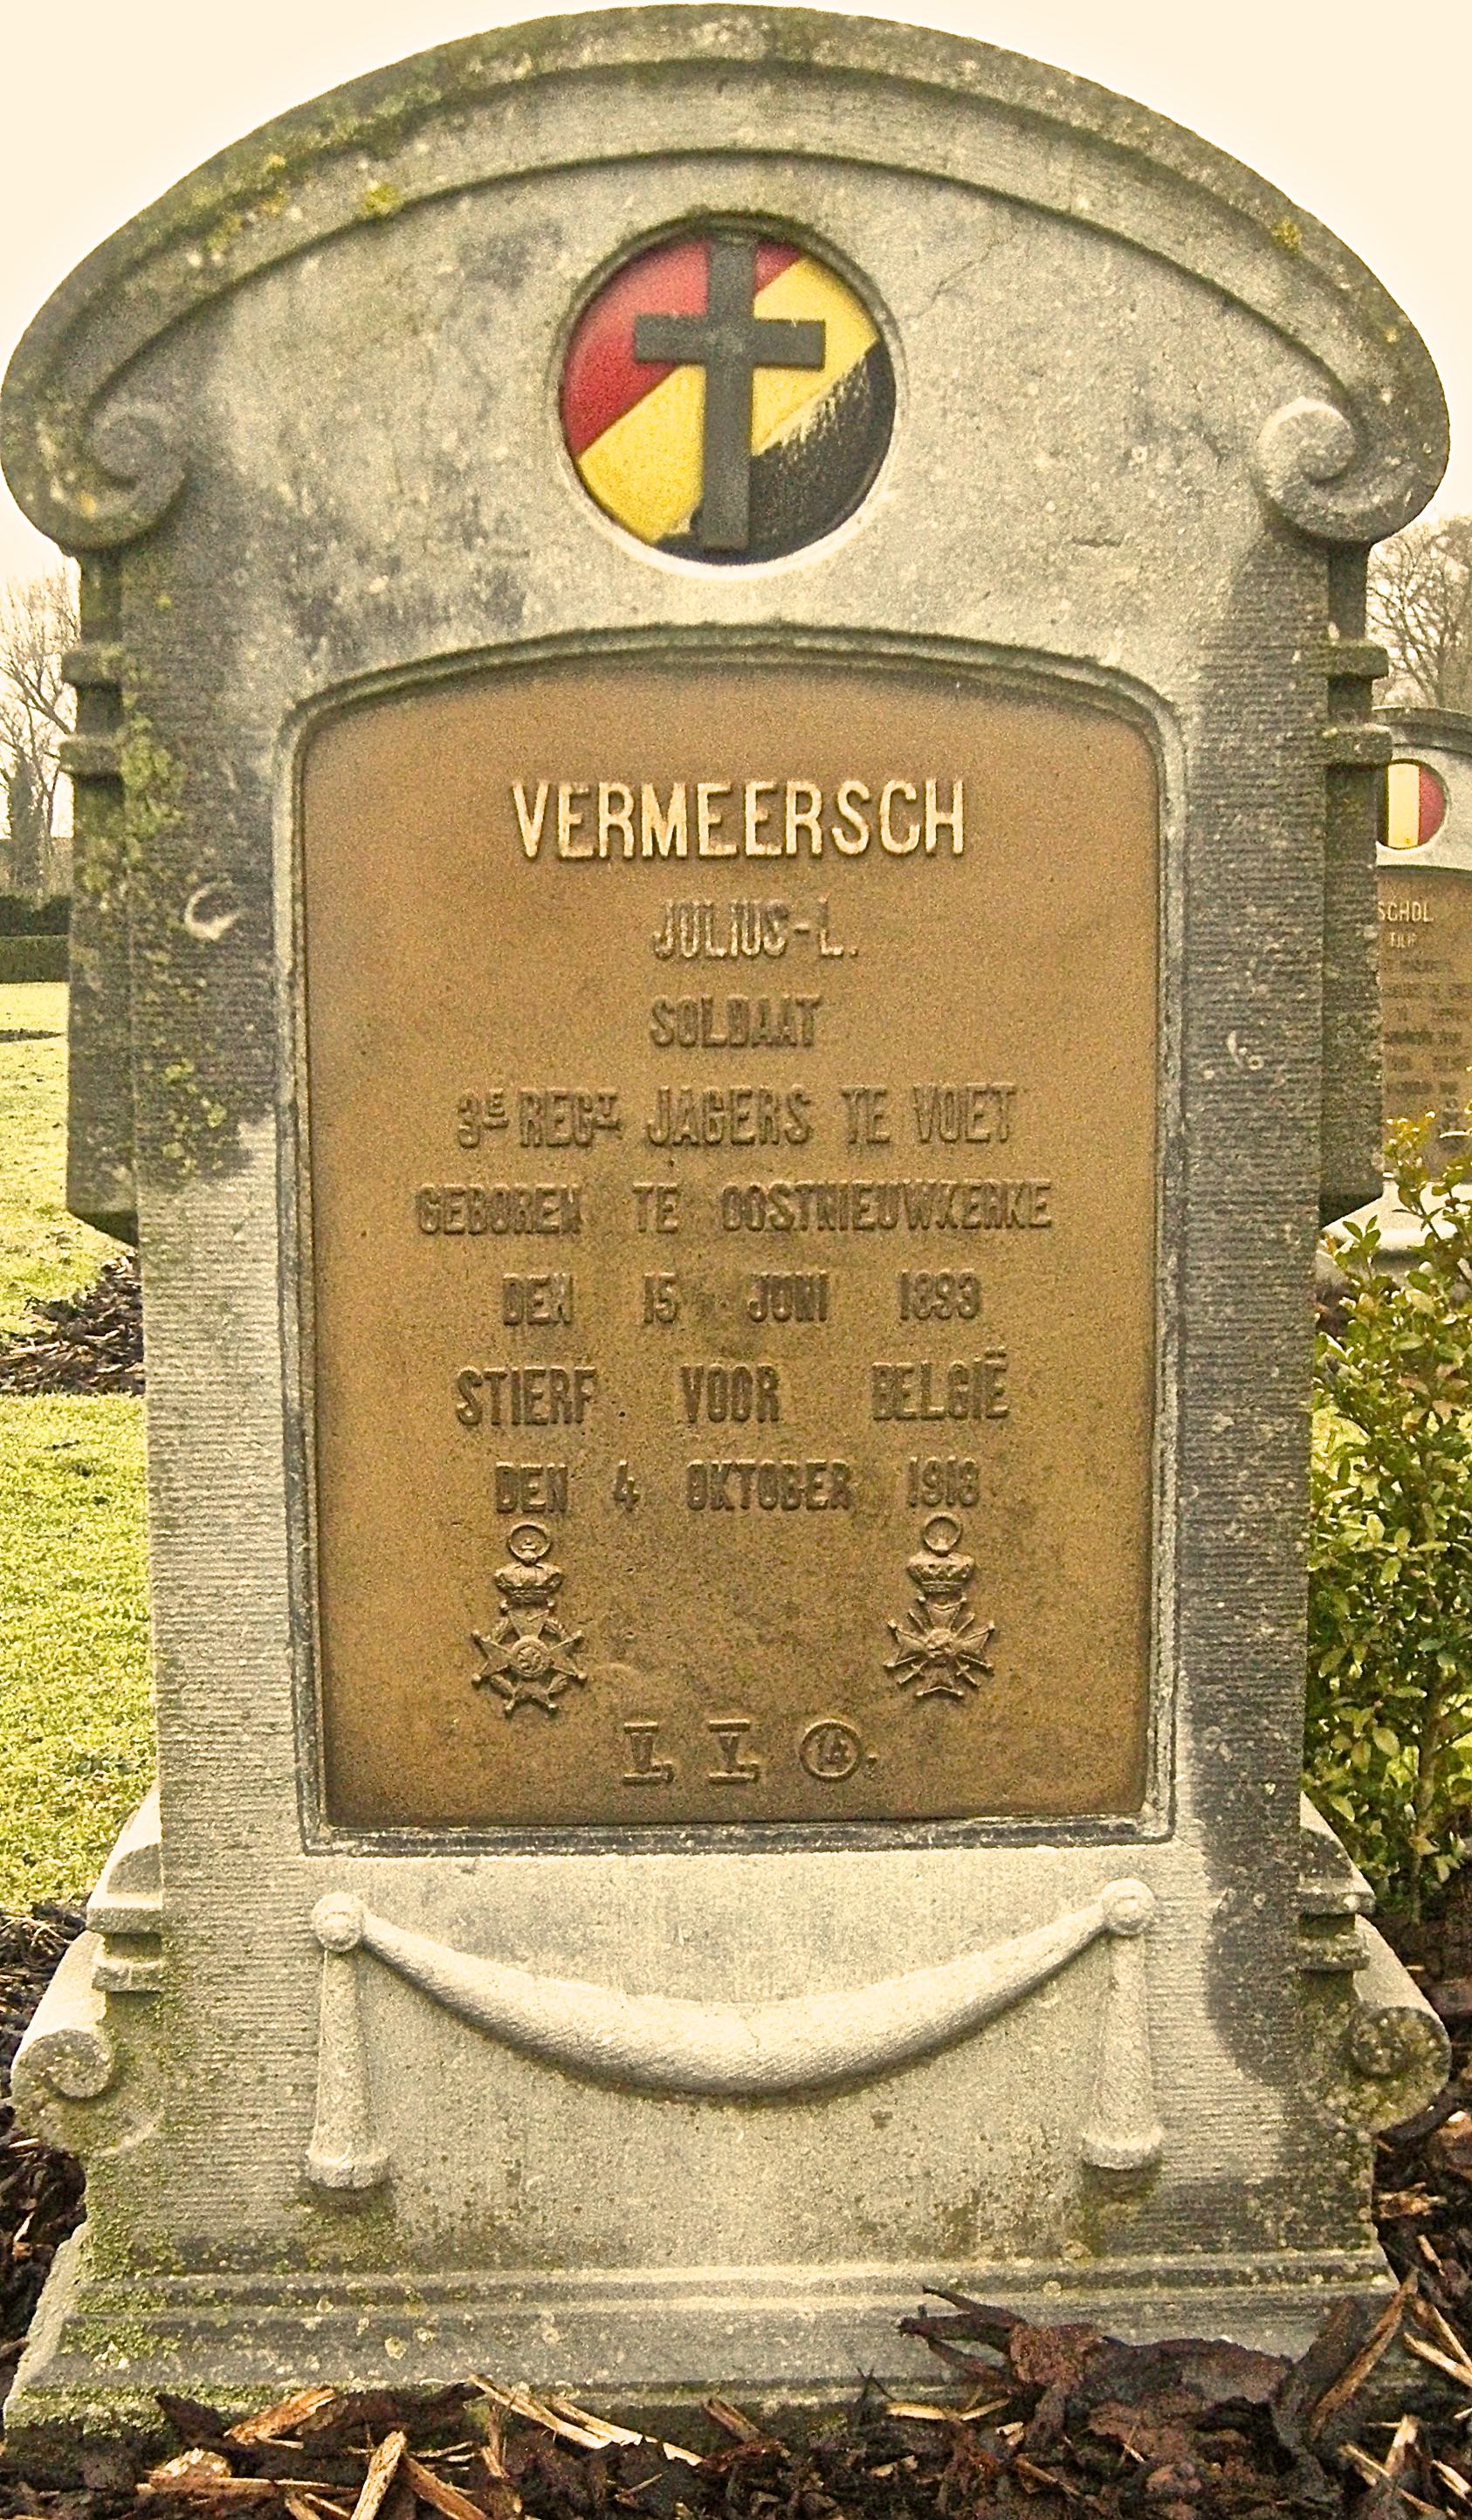 VERMEERSCH
JULIUS-L.
SOLDAAT
3E REGT JAGERS TE VOET
GEBOREN TE OOSTNIEUWKERKE
DEN 15 JUNI 1893
STIERF VOOR BELGIË
DEN 4 OKTOBER 1918
SCHOL